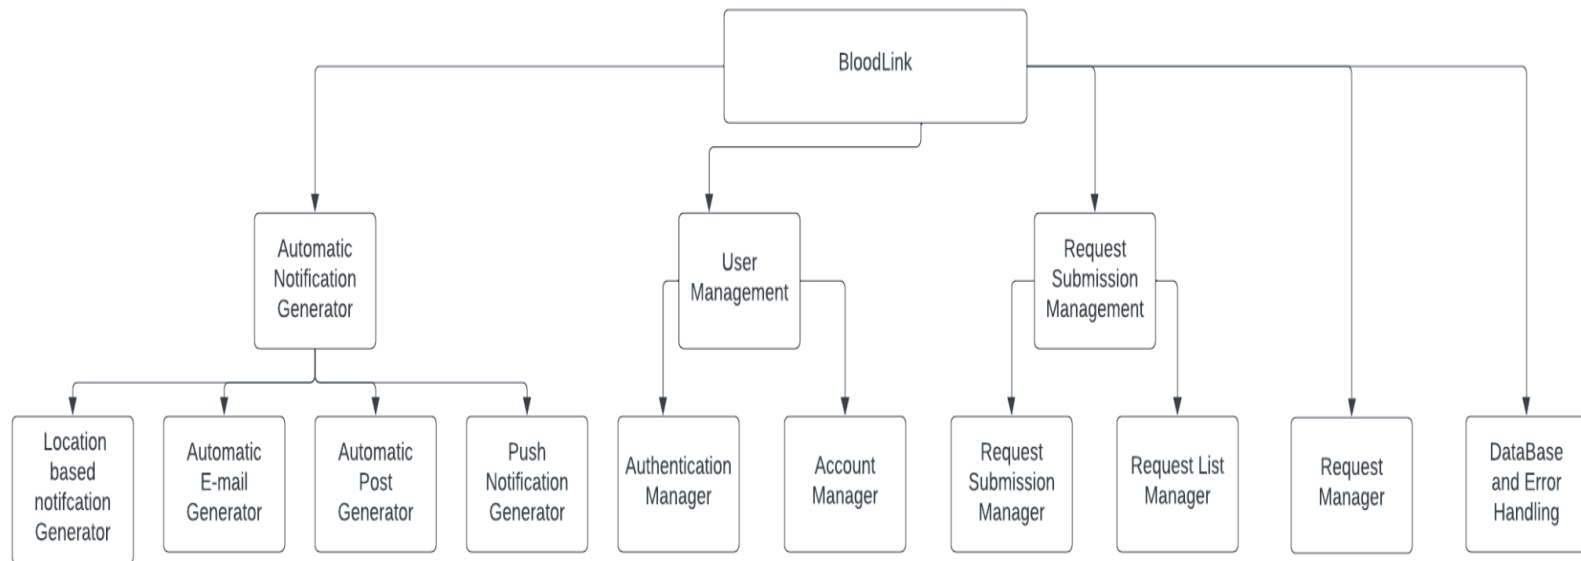 BloodLink
Automatic
Notification
Generator
User
Management
Request
Submission
Management
Location
based
notifcation
Generator
Automatic
E-mail
Generator
Automatic
Post
Generator
Push
Notification
Generator
Authentication
Manager
Account
Manager
Request
Submission
Manager
Request List
Manager
Request
Manager
DataBase
and Error
Handling